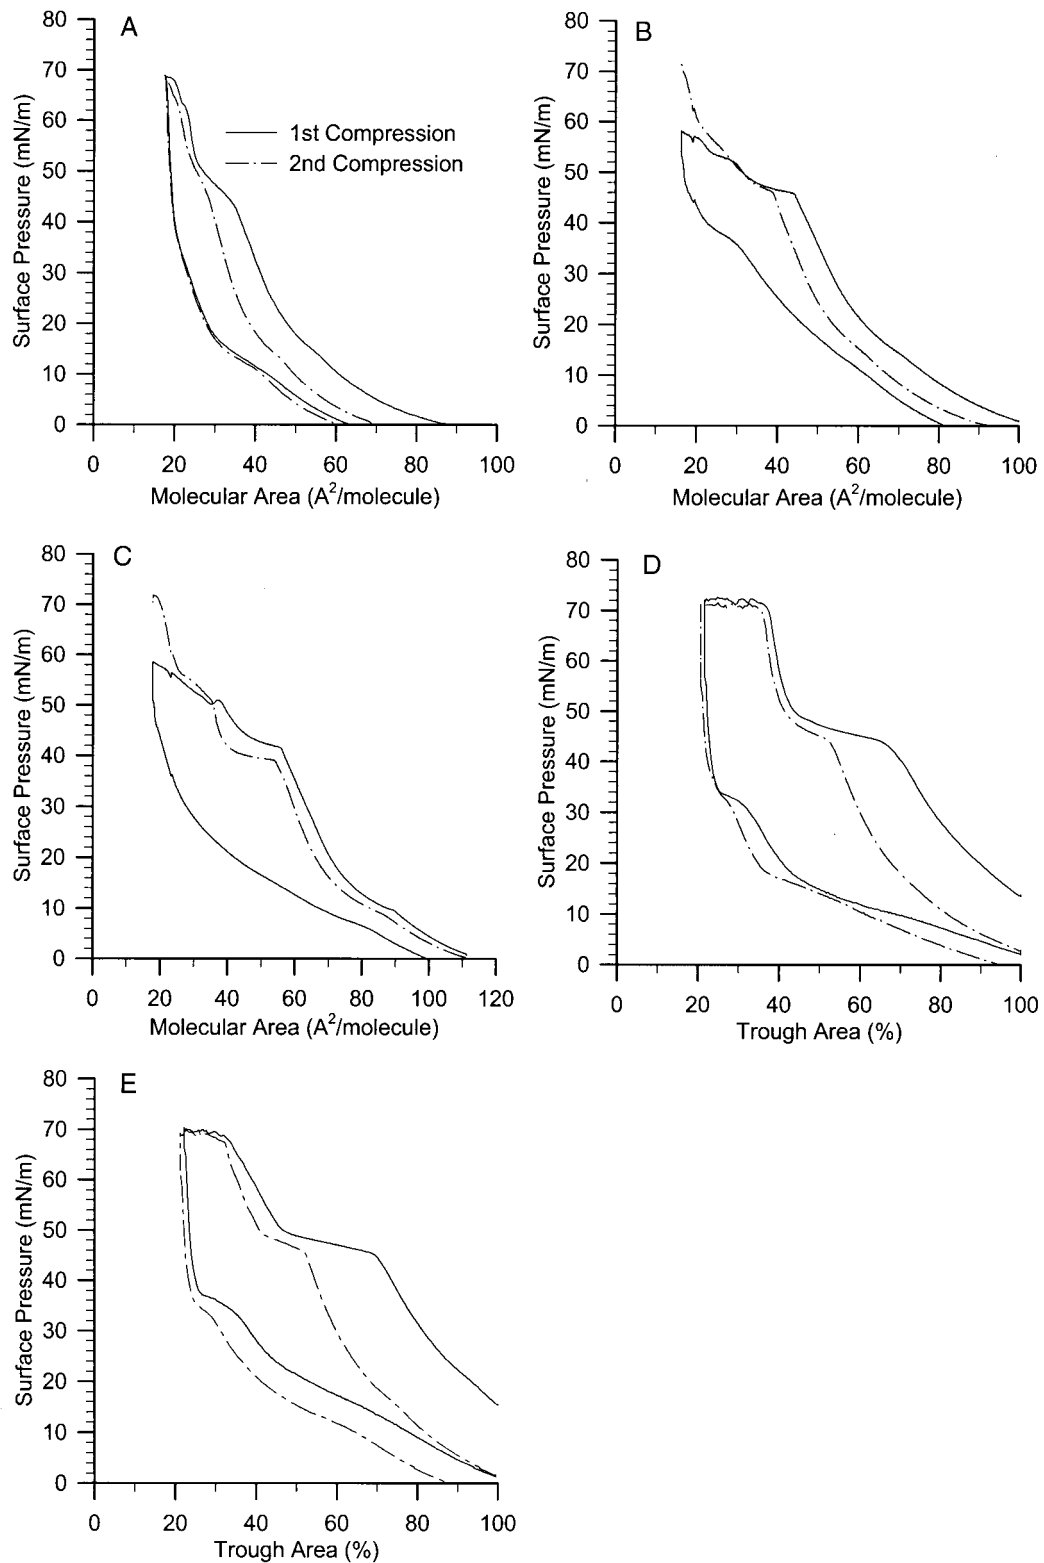 A
80
70
60
50
40
30
20
10
0
Surface Pressure (mN/m)
1st Compression
2nd Compression
0 20 40 60 80 100
Molecular Area (A²/molecule)
B
80
70
60
50
40
30
20
10
0
Surface Pressure (mN/m)
0 20 40 60 80 100
Molecular Area (A²/molecule)
C
80
70
60
50
40
30
20
10
0
Surface Pressure (mN/m)
0 20 40 60 80 100 120
Molecular Area (A²/molecule)
D
80
70
60
50
40
30
20
10
0
Surface Pressure (mN/m)
0 20 40 60 80 100
Trough Area (%)
E
80
70
60
50
40
30
20
10
0
Surface Pressure (mN/m)
0 20 40 60 80 100
Trough Area (%)